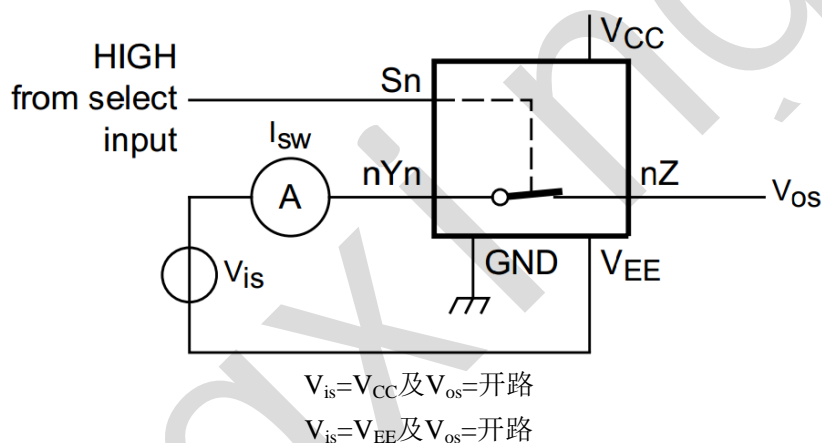 VCC
HIGH
from select
input
Sn
ISW
nYn
nZ
A
Vos
GND
VEE
Vis
Vis=VCC及Vos=开路
Vis=VEE及Vos=开路